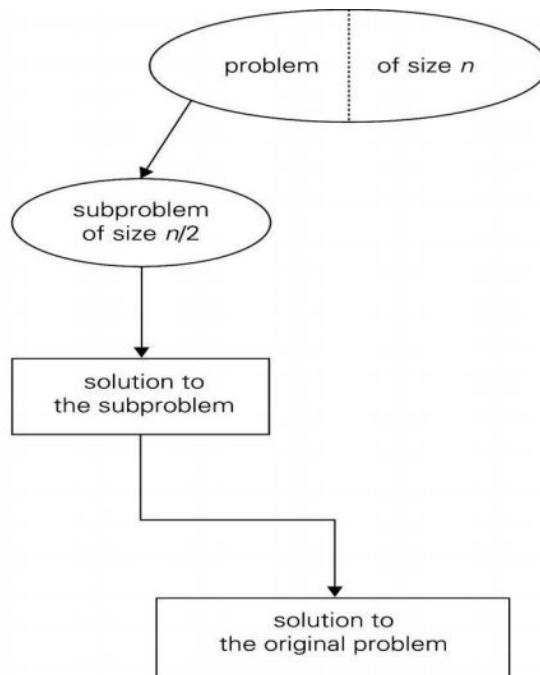 problem of size n
subproblem
of size n/2
solution to
the subproblem
solution to
the original problem